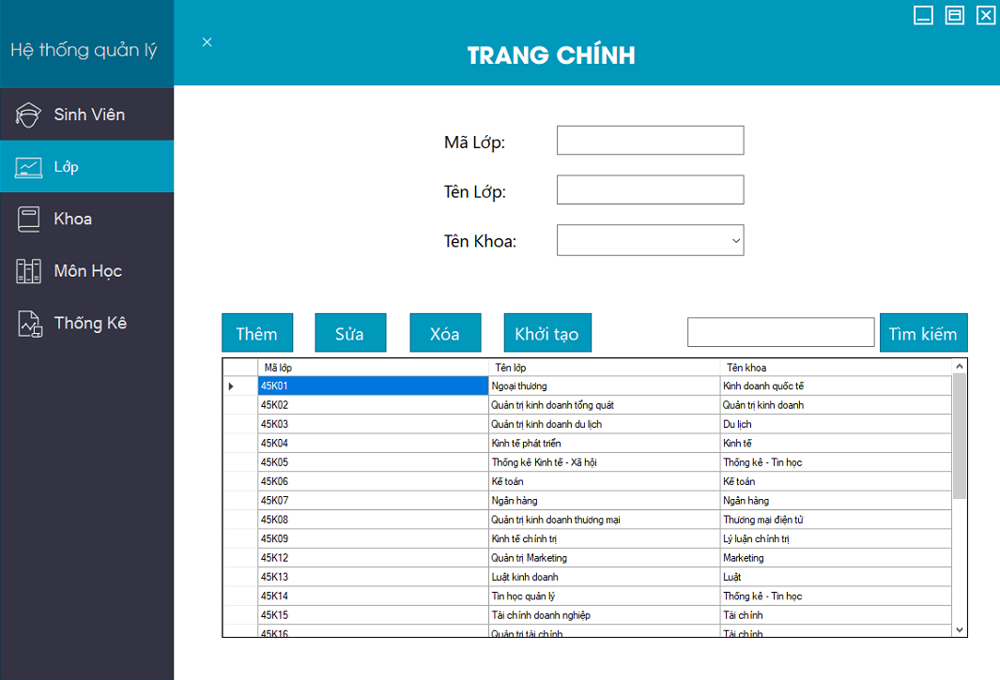 Hệ thống quản lý
TRANG CHÍNH
Sinh Viên
Lớp
Khoa
Môn Học
Thống Kê
Mã Lớp:
Tên Lớp:
Tên Khoa:
Thêm Sửa Xóa Khởi tạo Tìm kiếm
Mã lớp Tên lớp Tên khoa
45K01 Ngoại thương Kinh doanh quốc tế
45K02 Quản trị kinh doanh tổng quát Quản trị kinh doanh
45K03 Quản trị kinh doanh du lịch Du lịch
45K04 Kinh tế phát triển Kinh tế
45K05 Thống kê Kinh tế - Xã hội Thống kê - Tin học
45K06 Kế toán Kế toán
45K07 Ngân hàng Ngân hàng
45K08 Quản trị kinh doanh thương mại Thương mại điện tử
45K09 Kinh tế chính trị Lý luận chính trị
45K12 Quản trị Marketing Marketing
45K13 Luật kinh doanh Luật
45K14 Tin học quản lý Thống kê - Tin học
45K15 Tài chính doanh nghiệp Tài chính
45K16 Quản trị tài chính Tài chính